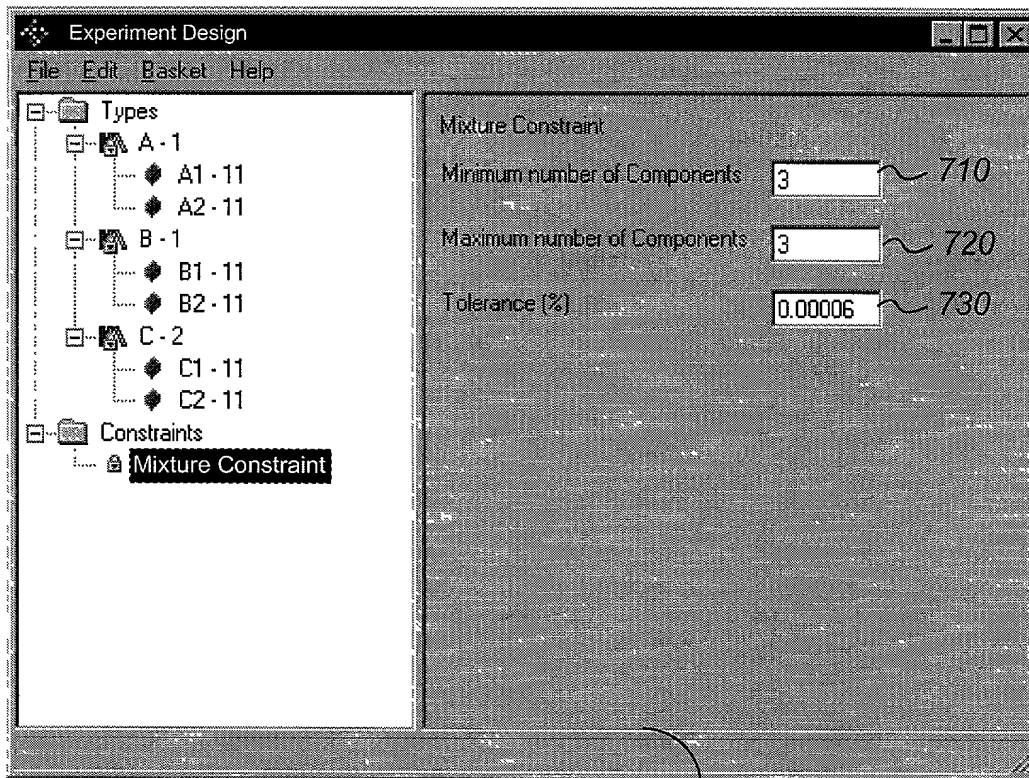 Experiment Design
File Edit Basket Help
Types
A - 1
A1 - 11
A2 - 11
B - 1
B1 - 11
B2 - 11
C - 2
C1 - 11
C2 - 11
Constraints
Mixture Constraint
Mixture Constraint
Minimum number of Components 3 710
Maximum number of Components 3 720
Tolerance (%) 0.00006 730